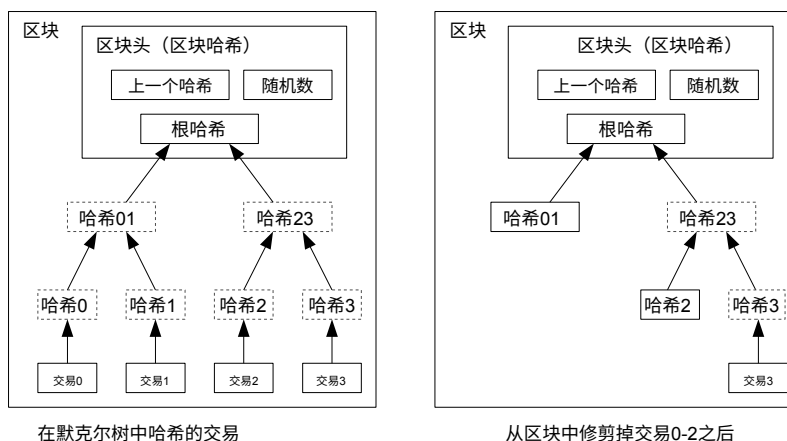 区块
区块头（区块哈希）
上一个哈希
随机数
根哈希
哈希01
哈希23
哈希0
哈希1
哈希2
哈希3
交易0
交易1
交易2
交易3
在默克尔树中哈希的交易
区块
区块头（区块哈希）
上一个哈希
随机数
根哈希
哈希01
哈希23
哈希2
哈希3
交易3
从区块中修剪掉交易0-2之后